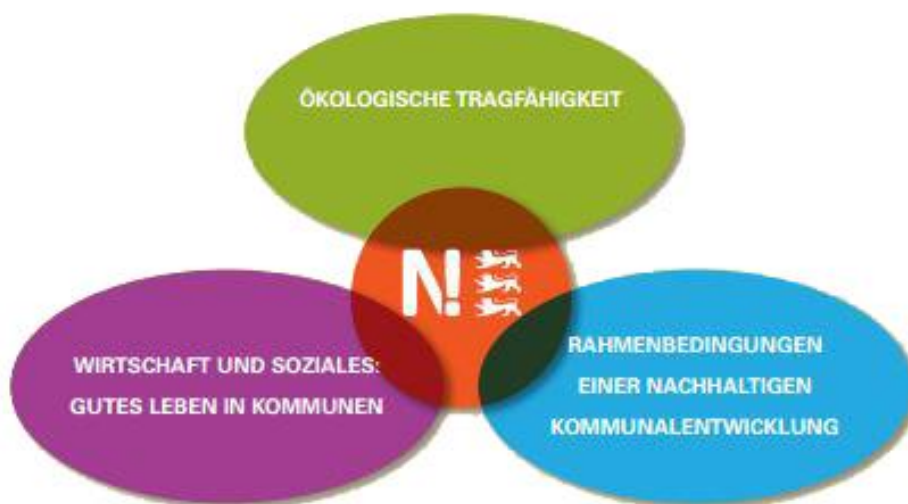 ÖKOLOGISCHE TRAGFÄHIGKEIT
N!
WIRTSCHAFT UND SOZIALES:
GUTES LEBEN IN KOMMUNEN
RAHMENBEDINGUNGEN
EINER NACHHALTIGEN
KOMMUNALENTWICKLUNG